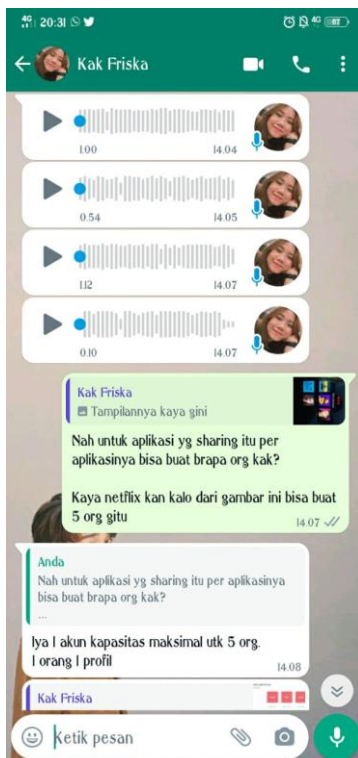 4G 20:31 4G 87
Kak Friska
1.00 14.04
0.54 14.05
1.12 14.07
0.10 14.07
Kak Friska
Tampilannya kaya gini
Nah untuk aplikasi yg sharing itu per
aplikasinya bisa buat brapa org kak?
Kaya netflix kan kalo dari gambar ini bisa buat
5 org gitu
14.07
Anda
Nah untuk aplikasi yg sharing itu per aplikasinya
bisa buat brapa org kak?
...
Iya 1 akun kapasitas maksimal utk 5 org.
1 orang 1 profil
14.08
Kak Friska
Ketik pesan